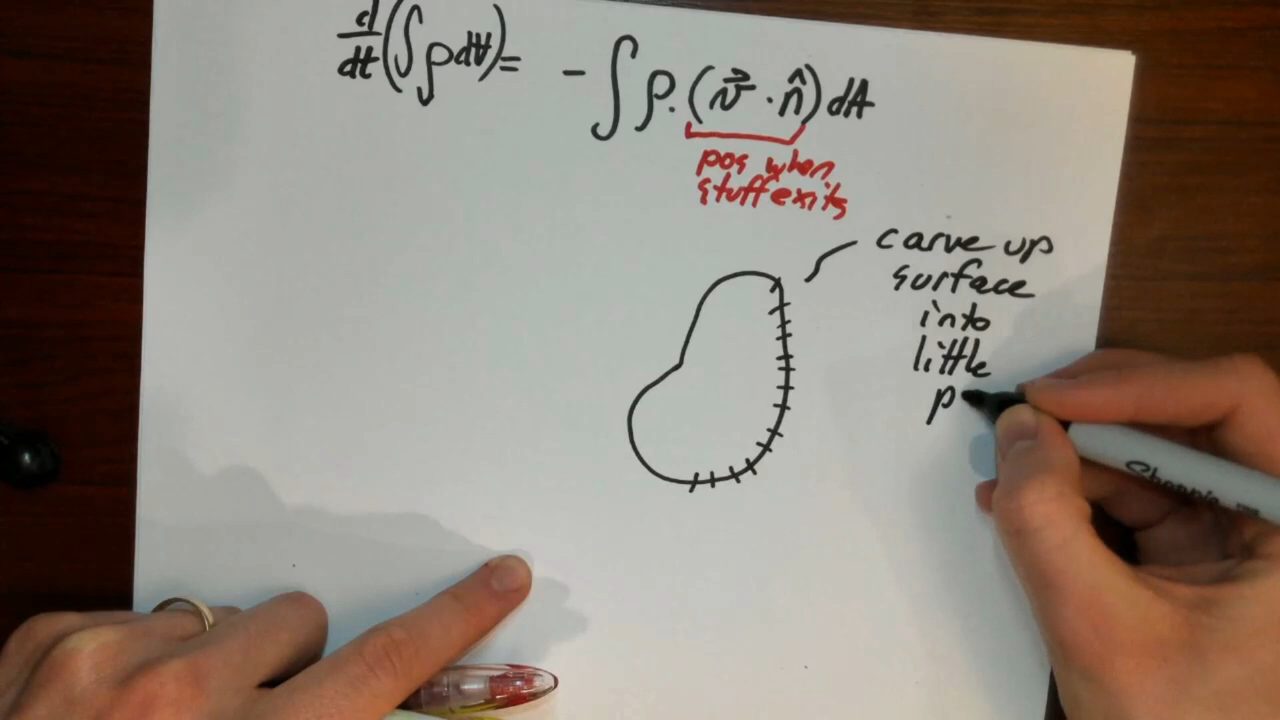 d/dt (∫ρdV) = -∫ρ·(v⃗·n̂)dA
pos when
stuff exits
carve up
surface
into
little
p
Sharpie